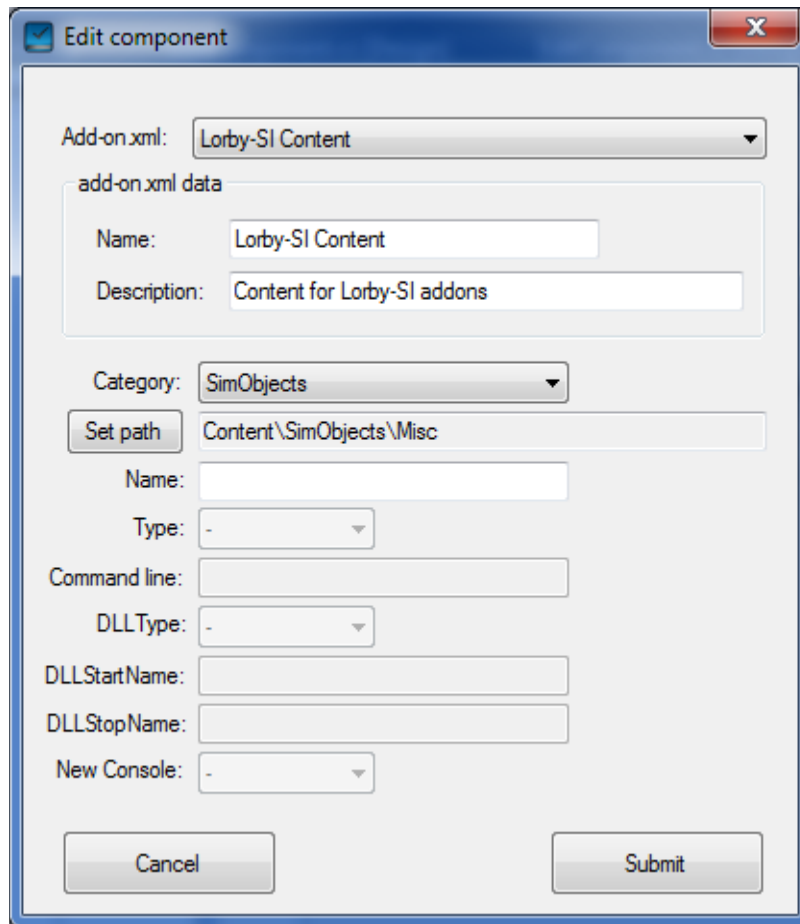 Edit component
Add-on.xml: Lorby-SI Content
add-on.xml data
Name: Lorby-SI Content
Description: Content for Lorby-SI addons
Category: SimObjects
Set path Content\SimObjects\Misc
Name:
Type: -
Command line:
DLLType: -
DLLStartName:
DLLStopName:
New Console: -
Cancel Submit